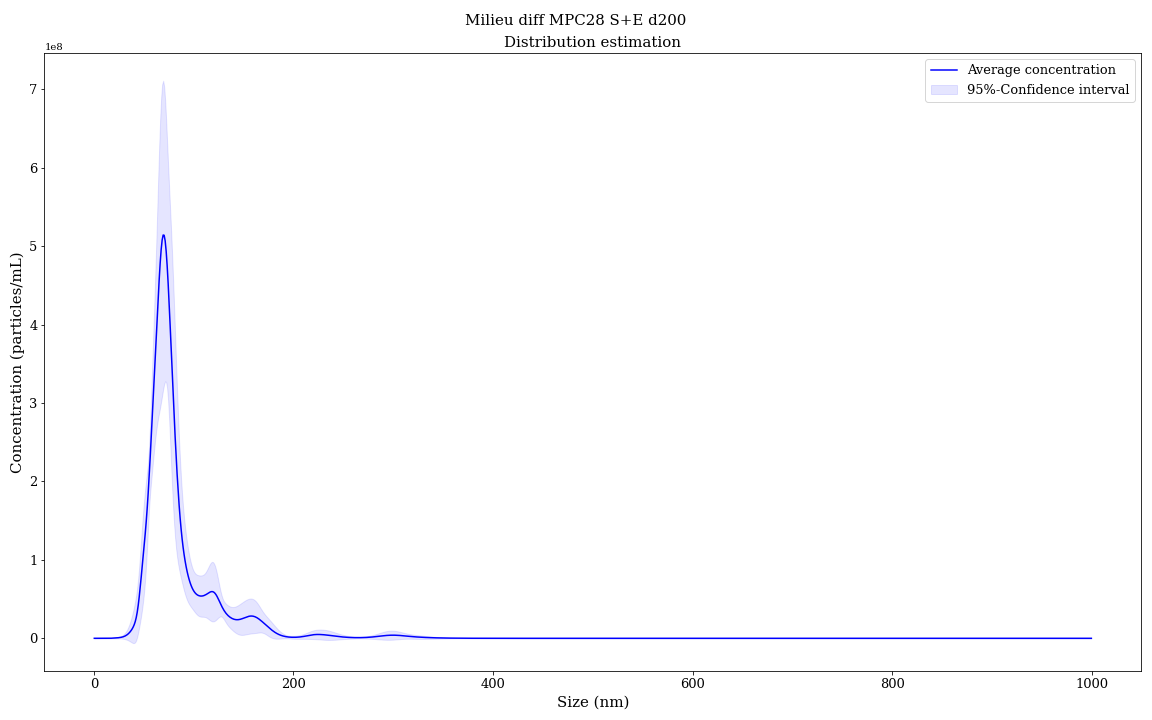 Milieu diff MPC28 S+E d200
Distribution estimation
1e8
Average concentration
95%-Confidence interval
7
6
5
4
3
2
1
0
Concentration (particles/mL)
0 200 400 600 800 1000
Size (nm)